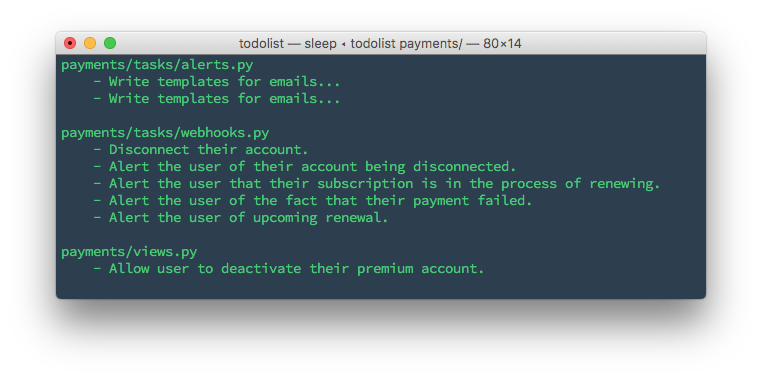 todolist — sleep ◂ todolist payments/ — 80×14
payments/tasks/alerts.py
- Write templates for emails...
- Write templates for emails...
payments/tasks/webhooks.py
- Disconnect their account.
- Alert the user of their account being disconnected.
- Alert the user that their subscription is in the process of renewing.
- Alert the user of the fact that their payment failed.
- Alert the user of upcoming renewal.
payments/views.py
- Allow user to deactivate their premium account.